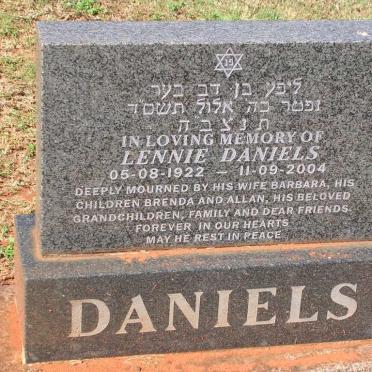 ליפע בן דב בער
נפטר כה אלול תשס"ד
ת נ צ ב ה
IN LOVING MEMORY OF
LENNIE DANIELS
05-08-1922 – 11-09-2004
DEEPLY MOURNED BY HIS WIFE BARBARA, HIS
CHILDREN BRENDA AND ALLAN, HIS BELOVED
GRANDCHILDREN, FAMILY AND DEAR FRIENDS.
FOREVER IN OUR HEARTS
MAY HE REST IN PEACE
DANIELS